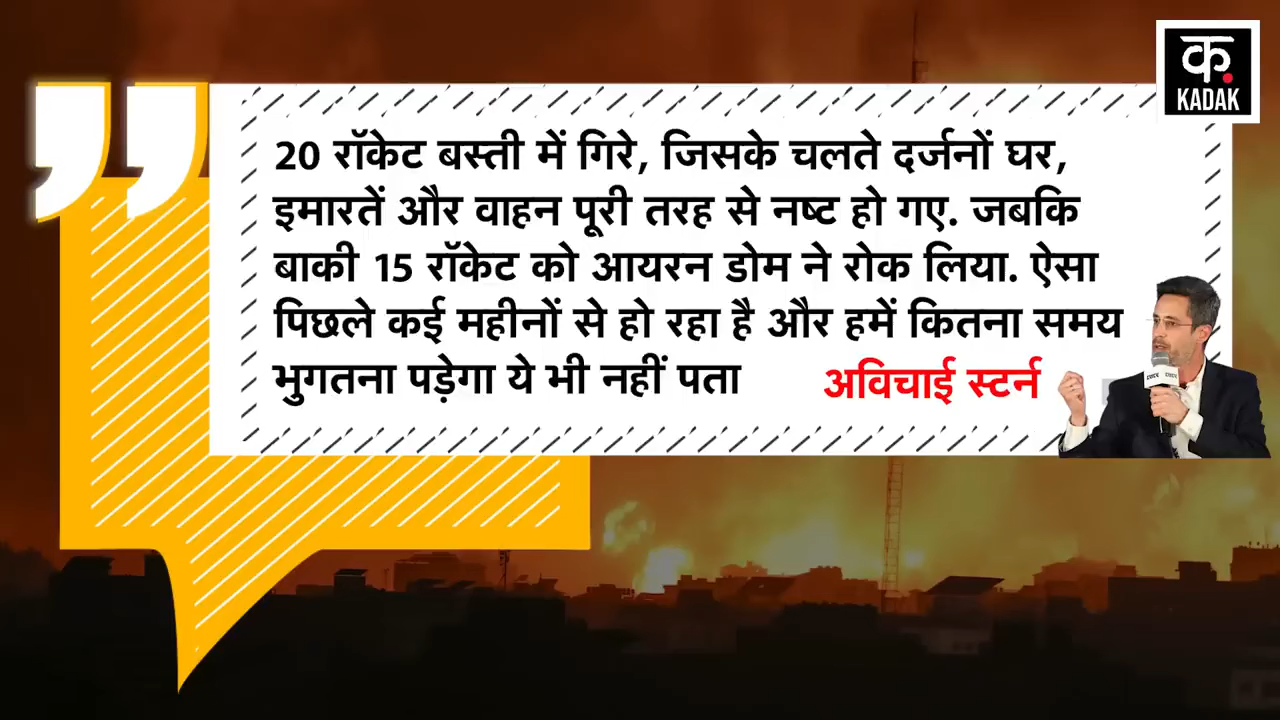 क
KADAK
20 रॉकेट बस्ती में गिरे, जिसके चलते दर्जनों घर,
इमारतें और वाहन पूरी तरह से नष्ट हो गए. जबकि
बाकी 15 रॉकेट को आयरन डोम ने रोक लिया. ऐसा
पिछले कई महीनों से हो रहा है और हमें कितना समय
भुगतना पड़ेगा ये भी नहीं पता
अविचाई स्टर्न